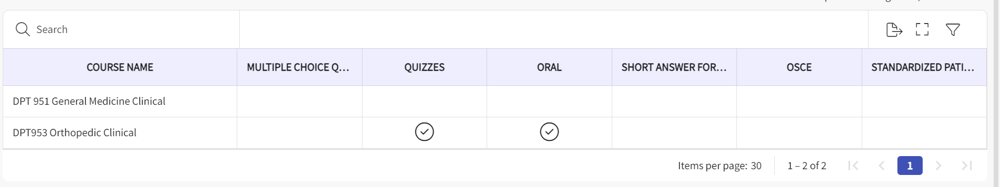 Search
COURSE NAME MULTIPLE CHOICE Q... QUIZZES ORAL SHORT ANSWER FOR... OSCE STANDARDIZED PATI...
DPT 951 General Medicine Clinical
DPT953 Orthopedic Clinical
Items per page: 30 1 – 2 of 2 1